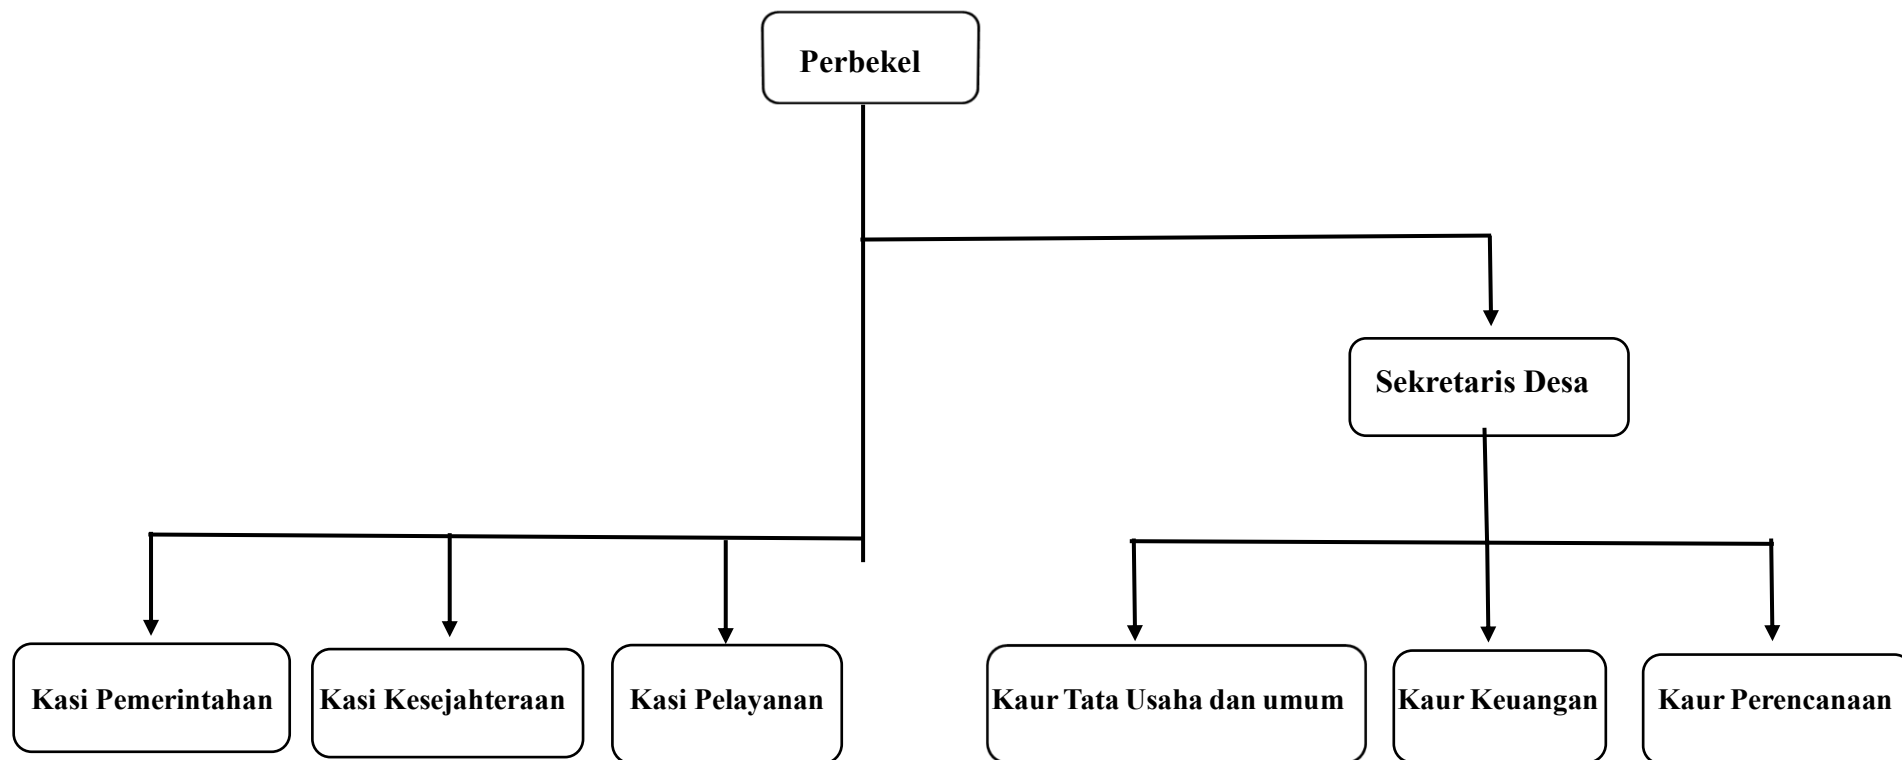 Perbekel
Sekretaris Desa
Kasi Pemerintahan
Kasi Kesejahteraan
Kasi Pelayanan
Kaur Tata Usaha dan umum
Kaur Keuangan
Kaur Perencanaan